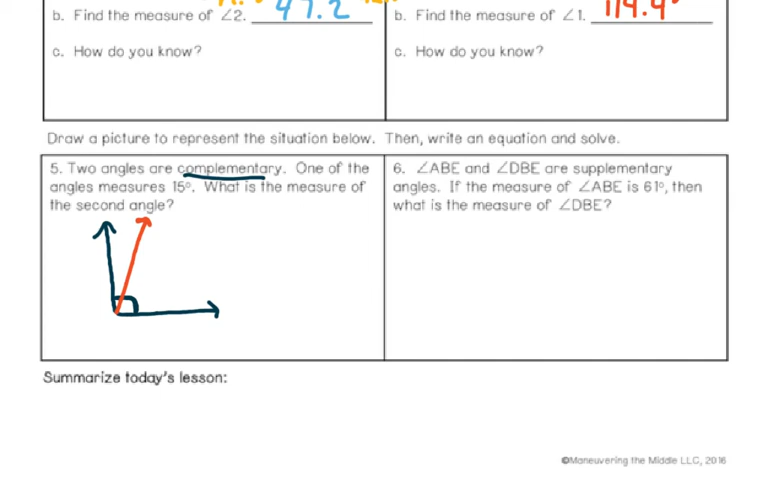 b. Find the measure of ∠2. 47.2
b. Find the measure of ∠1. 119.4°
c. How do you know?
c. How do you know?
Draw a picture to represent the situation below. Then, write an equation and solve.
5. Two angles are complementary. One of the
angles measures 15°. What is the measure of
the second angle?
6. ∠ABE and ∠DBE are supplementary
angles. If the measure of ∠ABE is 61°, then
what is the measure of ∠DBE?
Summarize today's lesson:
©Maneuvering the Middle LLC, 2016